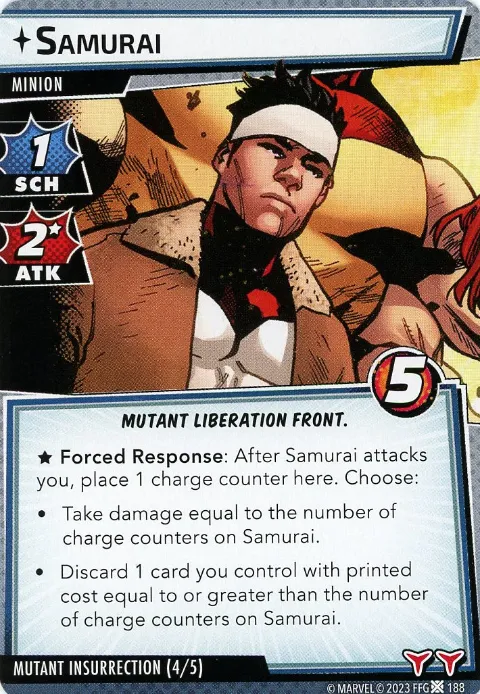 SAMURAI
MINION
1
SCH
2★
ATK
5
MUTANT LIBERATION FRONT.
★ Forced Response: After Samurai attacks
you, place 1 charge counter here. Choose:
• Take damage equal to the number of
charge counters on Samurai.
• Discard 1 card you control with printed
cost equal to or greater than the number
of charge counters on Samurai.
MUTANT INSURRECTION (4/5)
© MARVEL © 2023 FFG 188